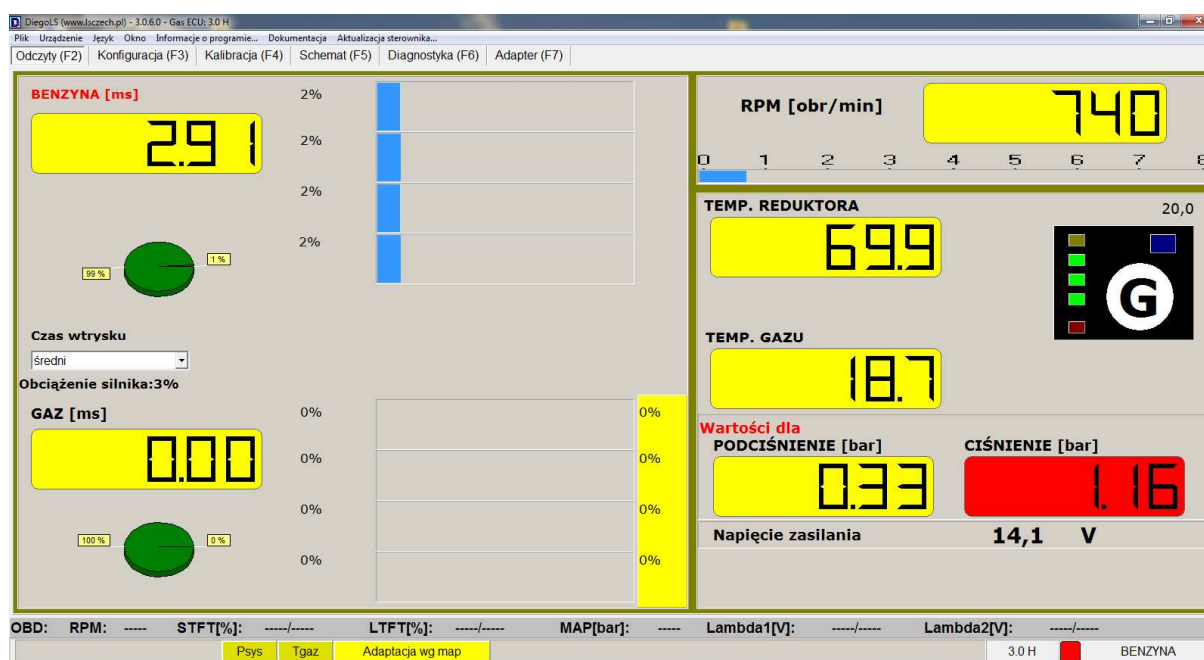 DiegoLS (www.lsczech.pl) - 3.0.6.0 - Gas ECU: 3.0 H
Plik Urządzenie Język Okno Informacje o programie... Dokumentacja Aktualizacja sterownika...
Odczyty (F2) Konfiguracja (F3) Kalibracja (F4) Schemat (F5) Diagnostyka (F6) Adapter (F7)
BENZYNA [ms]
2.91
99 %
1 %
2%
2%
2%
2%
Czas wtrysku
średni
Obciążenie silnika:3%
GAZ [ms]
0.00
100 %
0 %
0%
0%
0%
0%
0%
0%
0%
0%
RPM [obr/min]
740
0 1 2 3 4 5 6 7 8
TEMP. REDUKTORA
69.9
20,0
G
TEMP. GAZU
18.7
Wartości dla
PODCIŚNIENIE [bar] CIŚNIENIE [bar]
0.33 1.16
Napięcie zasilania 14,1 V
OBD: RPM: ----- STFT[%]: -----/----- LTFT[%]: -----/----- MAP[bar]: ----- Lambda1[V]: -----/----- Lambda2[V]: -----/-----
Psys Tgaz Adaptacja wg map 3.0 H BENZYNA